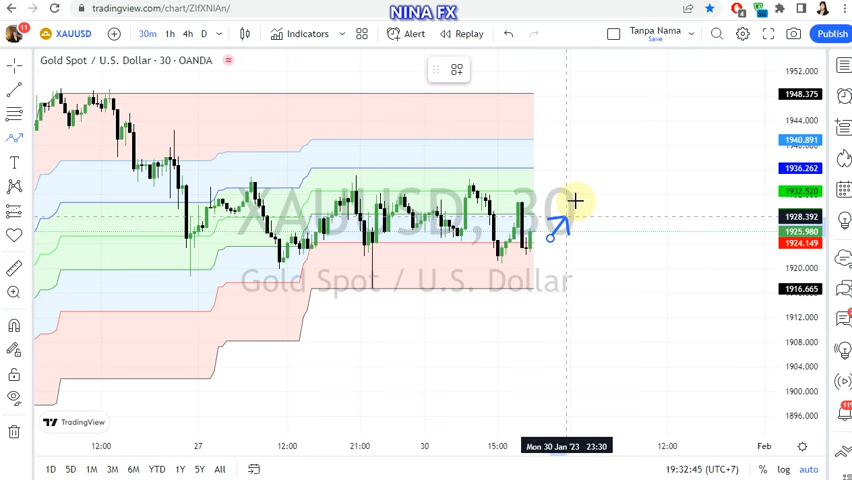 NINA FX
tradingview.com/chart/ZIfXNIAn/
11
XAUUSD
30m
1h
4h
D
Indicators
Alert
Replay
Tanpa Nama
Save
Publish
Gold Spot / U.S. Dollar · 30 · OANDA
XAUUSD, 30
Gold Spot / U.S. Dollar
1952.000
1948.375
1944.000
1940.891
1936.262
1932.520
1928.392
1925.980
1924.149
1920.000
1916.665
1912.000
1908.000
1904.000
1900.000
1896.000
TradingView
12:00
27
12:00
21:00
30
15:00
Mon 30 Jan '23 23:30
12:00
Feb
1D
5D
1M
3M
6M
YTD
1Y
5Y
All
19:32:45 (UTC+7)
%
log
auto